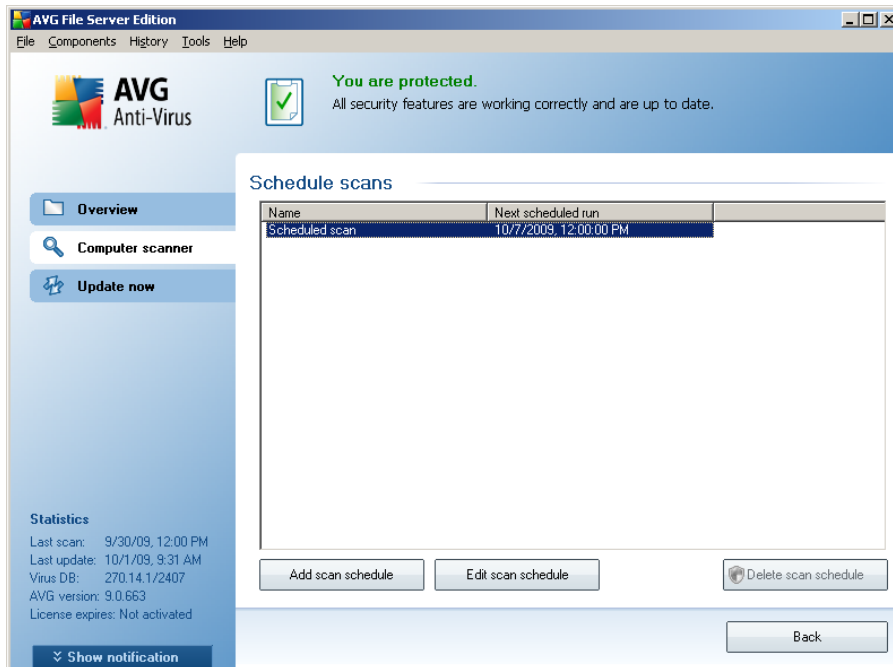 AVG File Server Edition
File Components History Tools Help
AVG
Anti-Virus
You are protected.
All security features are working correctly and are up to date.
Overview
Computer scanner
Update now
Schedule scans
Name Next scheduled run
Scheduled scan 10/7/2009, 12:00:00 PM
Add scan schedule Edit scan schedule Delete scan schedule
Back
Statistics
Last scan: 9/30/09, 12:00 PM
Last update: 10/1/09, 9:31 AM
Virus DB: 270.14.1/2407
AVG version: 9.0.663
License expires: Not activated
Show notification